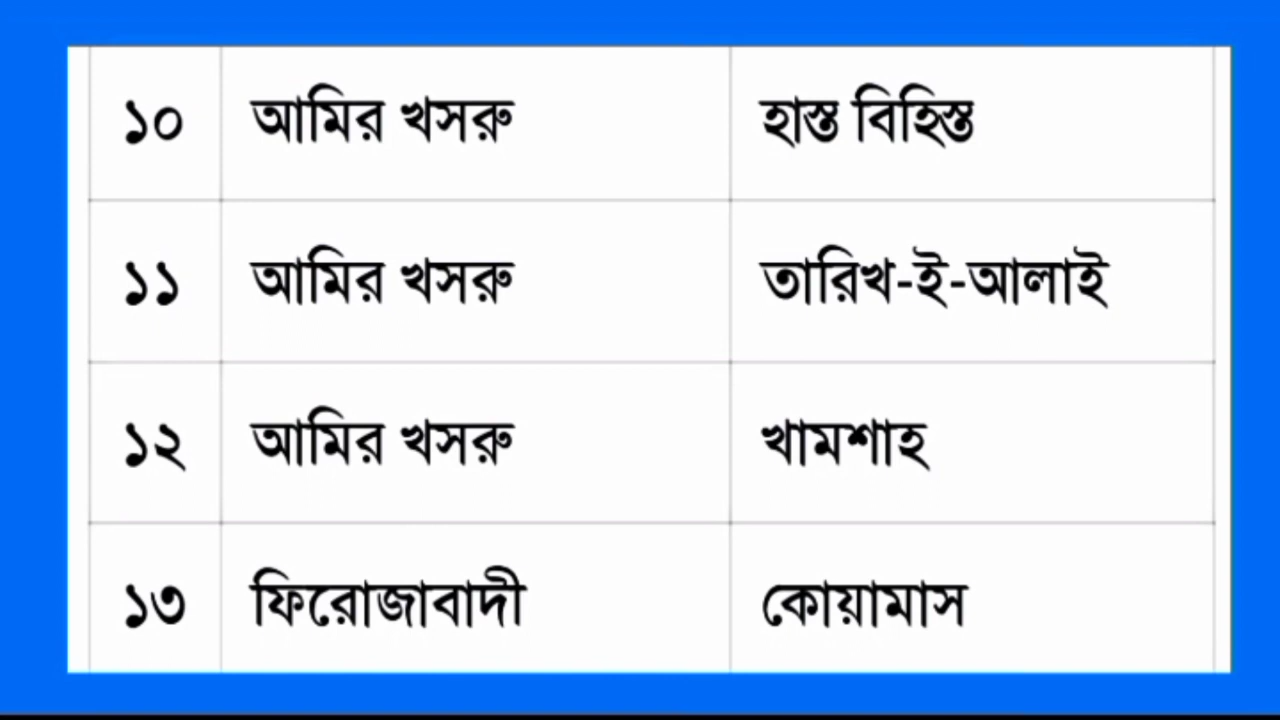 ১০ আমির খসরু হাস্ত বিহিস্ত
১১ আমির খসরু তারিখ-ই-আলাই
১২ আমির খসরু খামশাহ
১৩ ফিরোজাবাদী কোয়ামাস